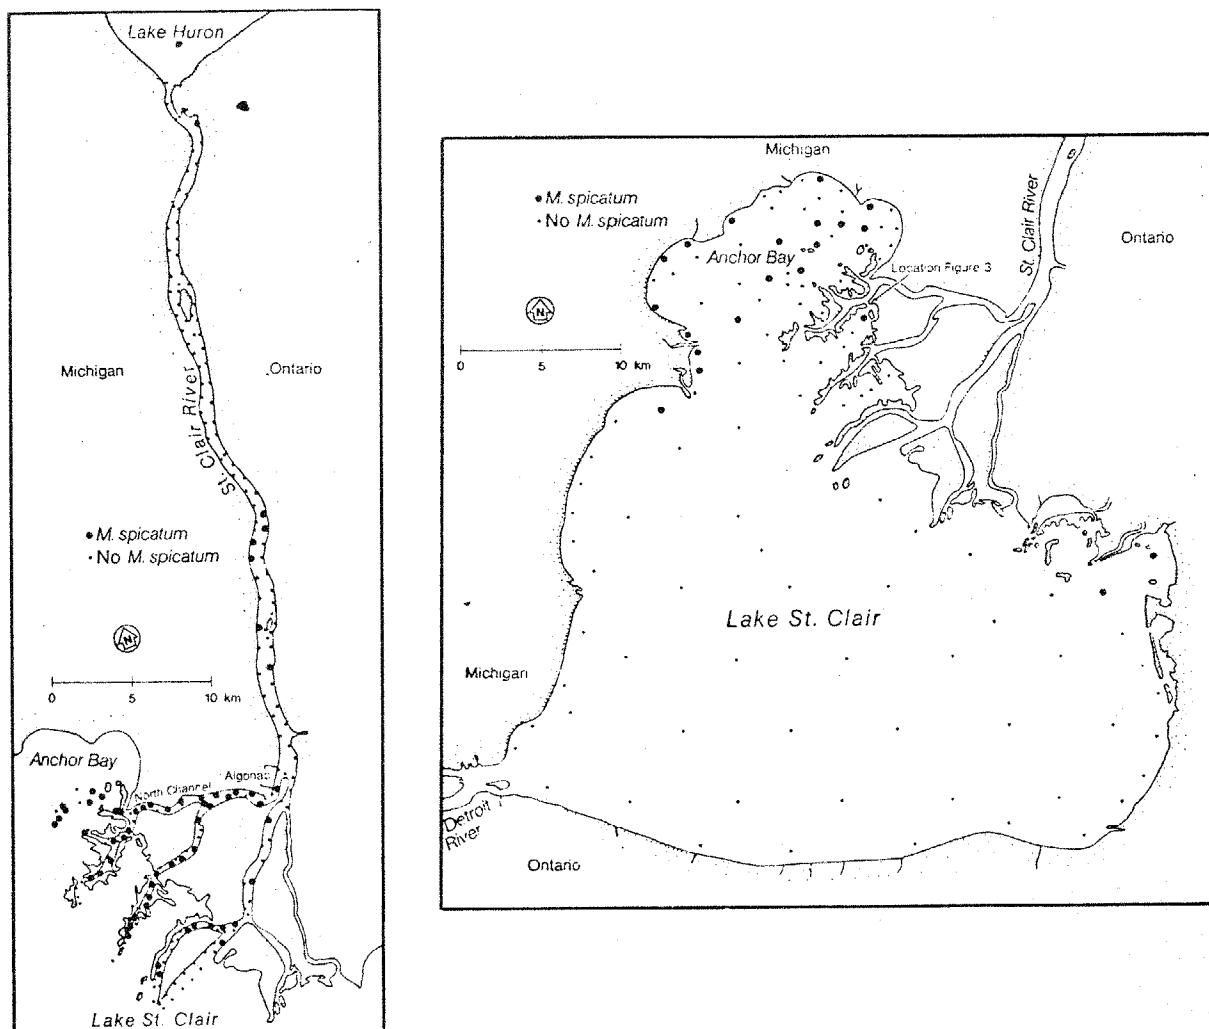 Lake Huron
Michigan
Ontario
St. Clair River
M. spicatum
No M. spicatum
N
0 5 10 km
Anchor Bay
North Channel
Algonac
Lake St. Clair
Michigan
M. spicatum
No M. spicatum
St. Clair River
Ontario
Anchor Bay
Location Figure 3
N
0 5 10 km
Lake St. Clair
Michigan
Detroit
River
Ontario